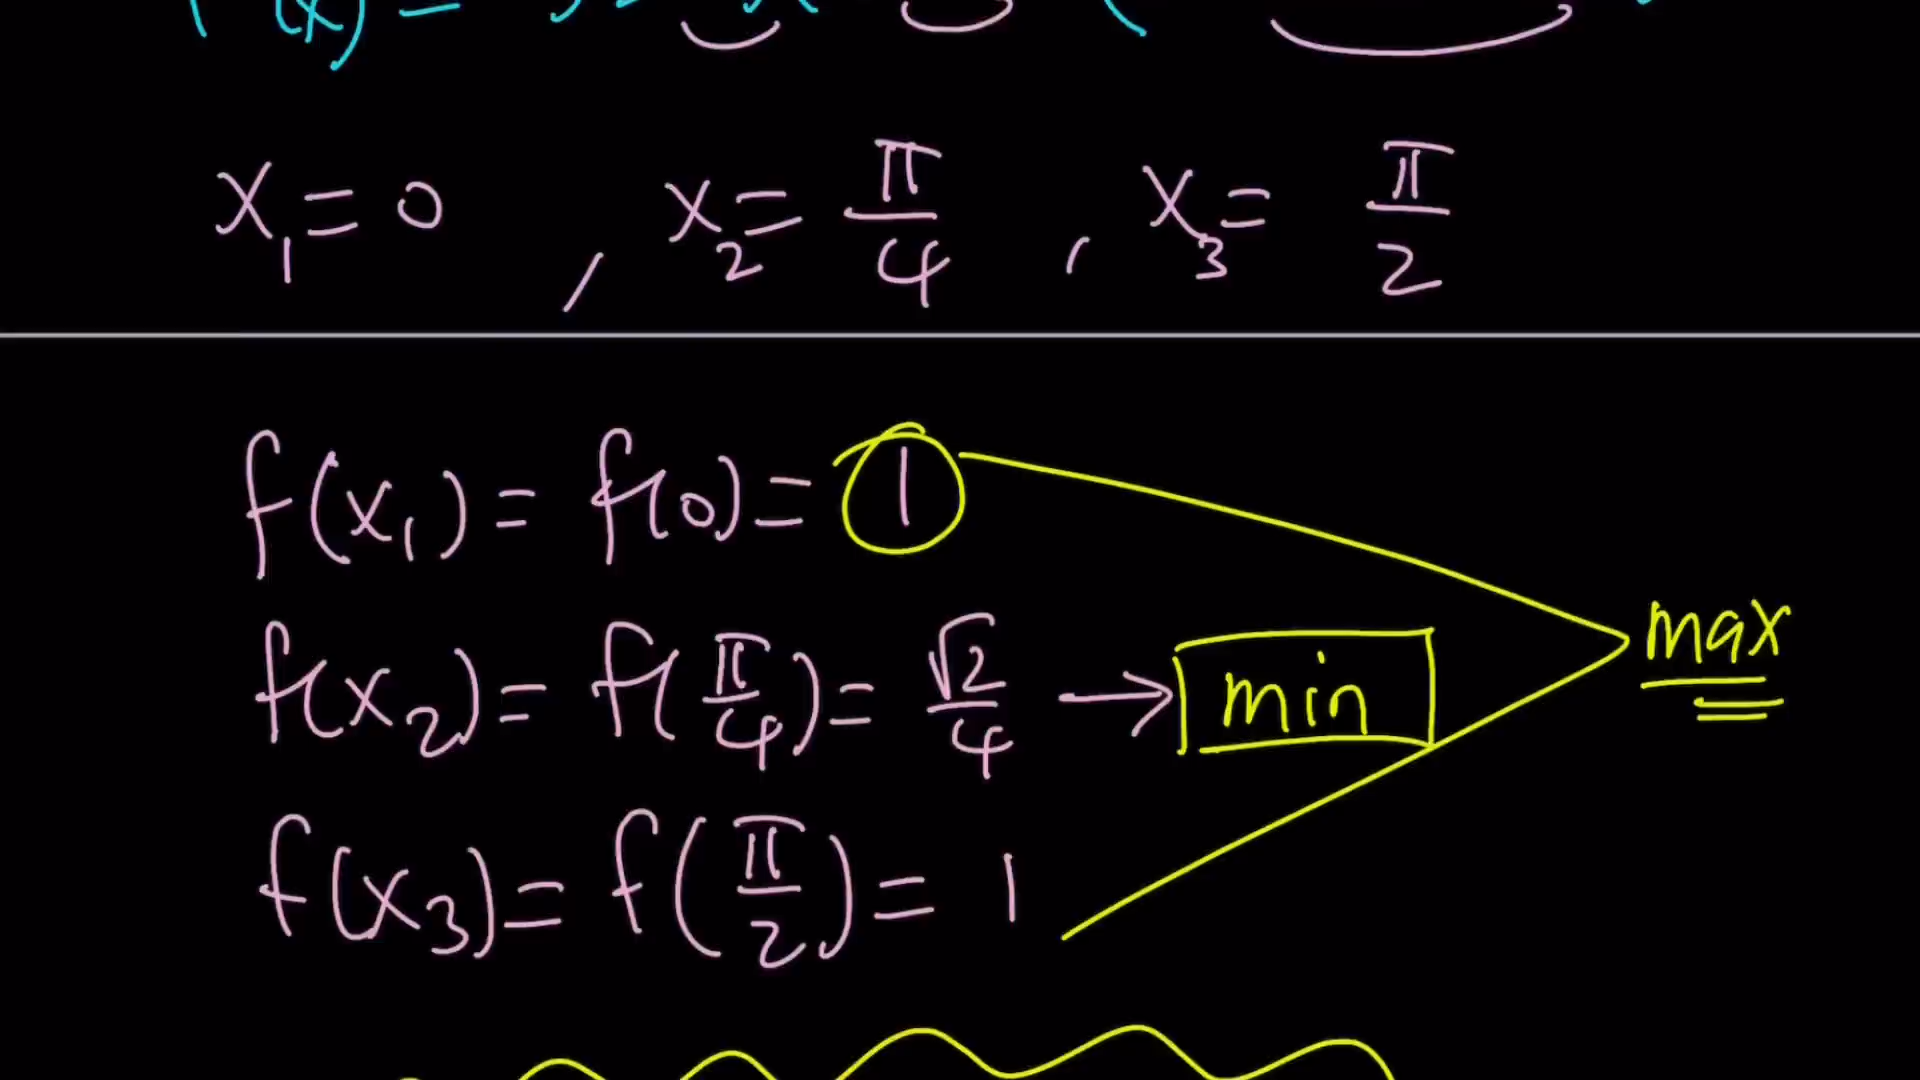 (x) =
x₁ = 0 , x₂ = π/4 , x₃ = π/2
f(x₁) = f(0) = 1
f(x₂) = f(π/4) = √2/4 → min
max
f(x₃) = f(π/2) = 1